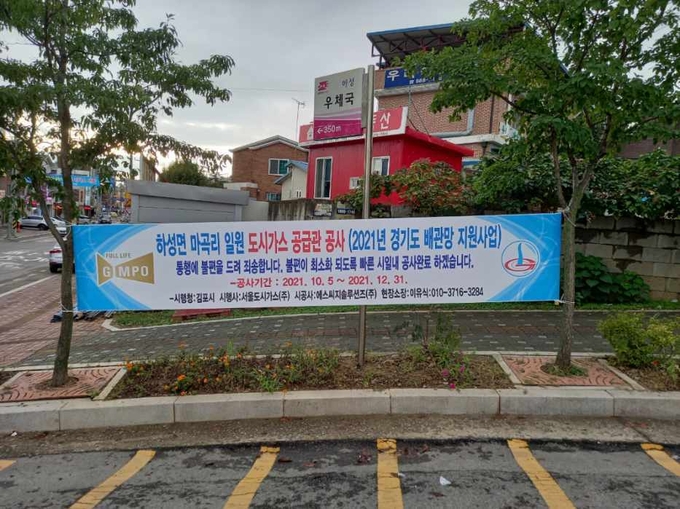 하성
우체국
350m
FULL LIFE
GIMPO
하성면 마곡리 일원 도시가스 공급관 공사 (2021년 경기도 배관망 지원사업)
통행에 불편을 드려 죄송합니다. 불편이 최소화 되도록 빠른 시일내 공사완료 하겠습니다.
-공사기간 : 2021. 10. 5 ~ 2021. 12. 31.
-시행청:김포시 시행사:서울도시가스(주) 시공사:에스씨지솔루션즈(주) 현장소장:이유식:010-3716-3284